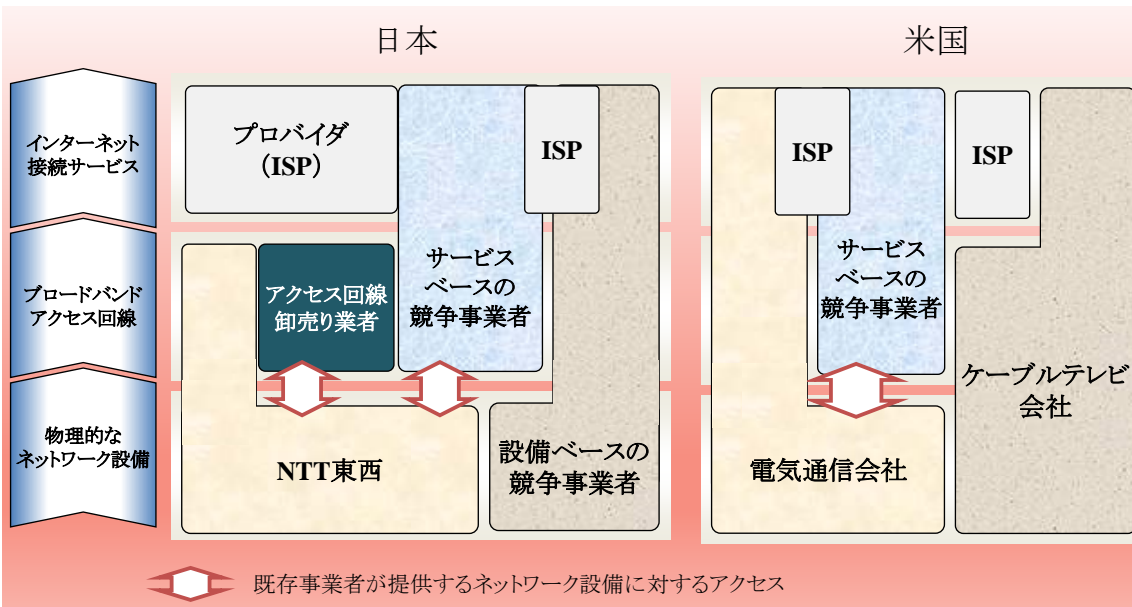 日本
米国
インターネット
接続サービス
プロバイダ
（ISP）
ISP
ISP
ISP
ブロードバンド
アクセス回線
アクセス回線
卸売り業者
サービス
ベースの
競争事業者
サービス
ベースの
競争事業者
物理的な
ネットワーク設備
NTT東西
設備ベースの
競争事業者
電気通信会社
ケーブルテレビ
会社
既存事業者が提供するネットワーク設備に対するアクセス